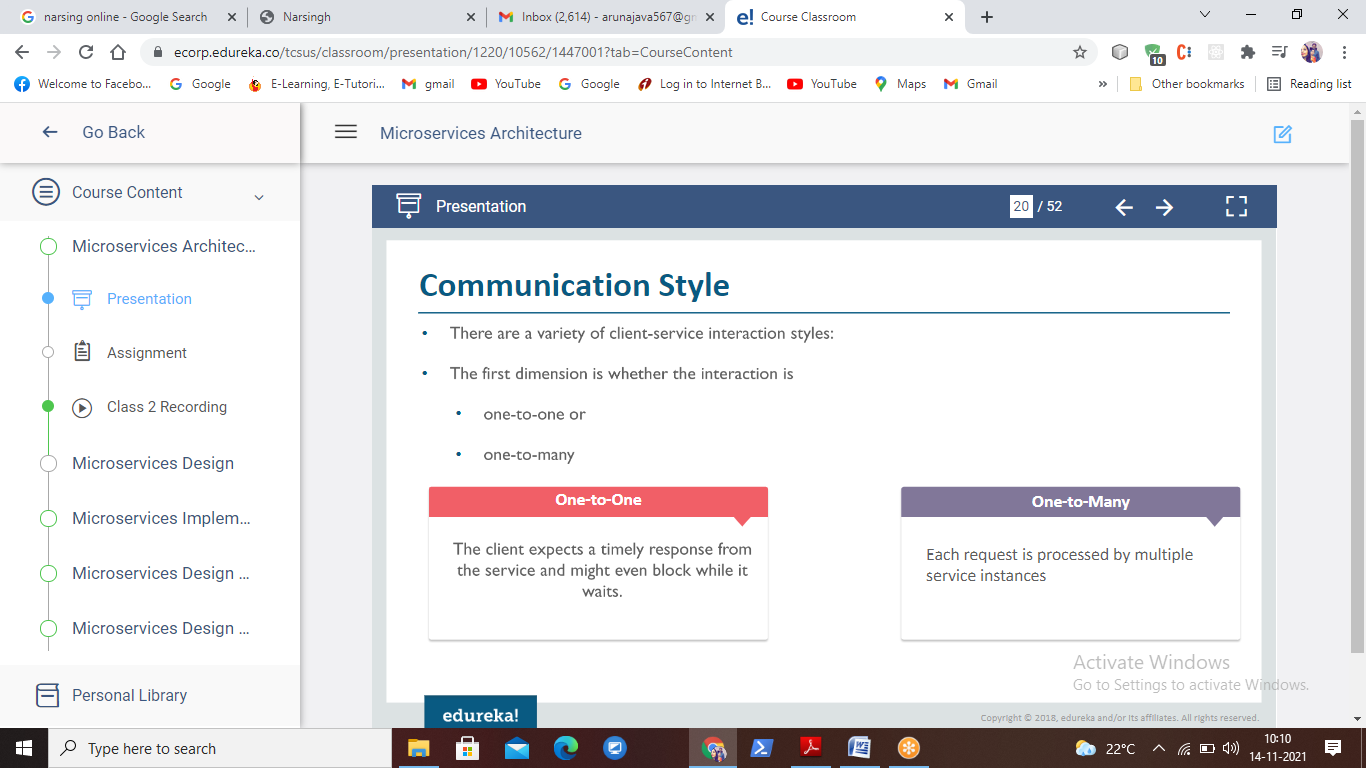 narsing online - Google Search
Narsingh
Inbox (2,614) - arunajava567@gm
Course Classroom
ecorp.edureka.co/tcsus/classroom/presentation/1220/10562/1447001?tab=CourseContent
10
Welcome to Facebo...
Google
E-Learning, E-Tutori...
gmail
YouTube
Google
Log in to Internet B...
YouTube
Maps
Gmail
»
Other bookmarks
Reading list
Go Back
Microservices Architecture
Course Content
Presentation
20 / 52
Microservices Architec...
Presentation
Assignment
Class 2 Recording
Microservices Design
Microservices Implem...
Microservices Design ...
Microservices Design ...
Personal Library
Communication Style
• There are a variety of client-service interaction styles:
• The first dimension is whether the interaction is
• one-to-one or
• one-to-many
One-to-One
The client expects a timely response from
the service and might even block while it
waits.
One-to-Many
Each request is processed by multiple
service instances
Activate Windows
Go to Settings to activate Windows.
edureka!
Copyright © 2018, edureka and/or its affiliates. All rights reserved.
Type here to search
22°C
10:10
14-11-2021